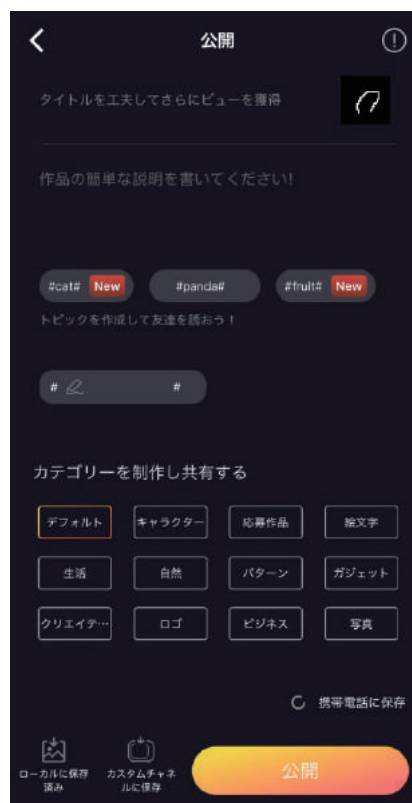 公開
タイトルを工夫してさらにビューを獲得
作品の簡単な説明を書いてください!
#cat# New #panda# #fruit# New
トピックを作成して友達を誘おう！
# #
カテゴリーを制作し共有する
デフォルト キャラクター 応募作品 絵文字
生活 自然 パターン ガジェット
クリエイテ… ロゴ ビジネス 写真
携帯電話に保存
ローカルに保存
済み
カスタムチャネ
ルに保存
公開